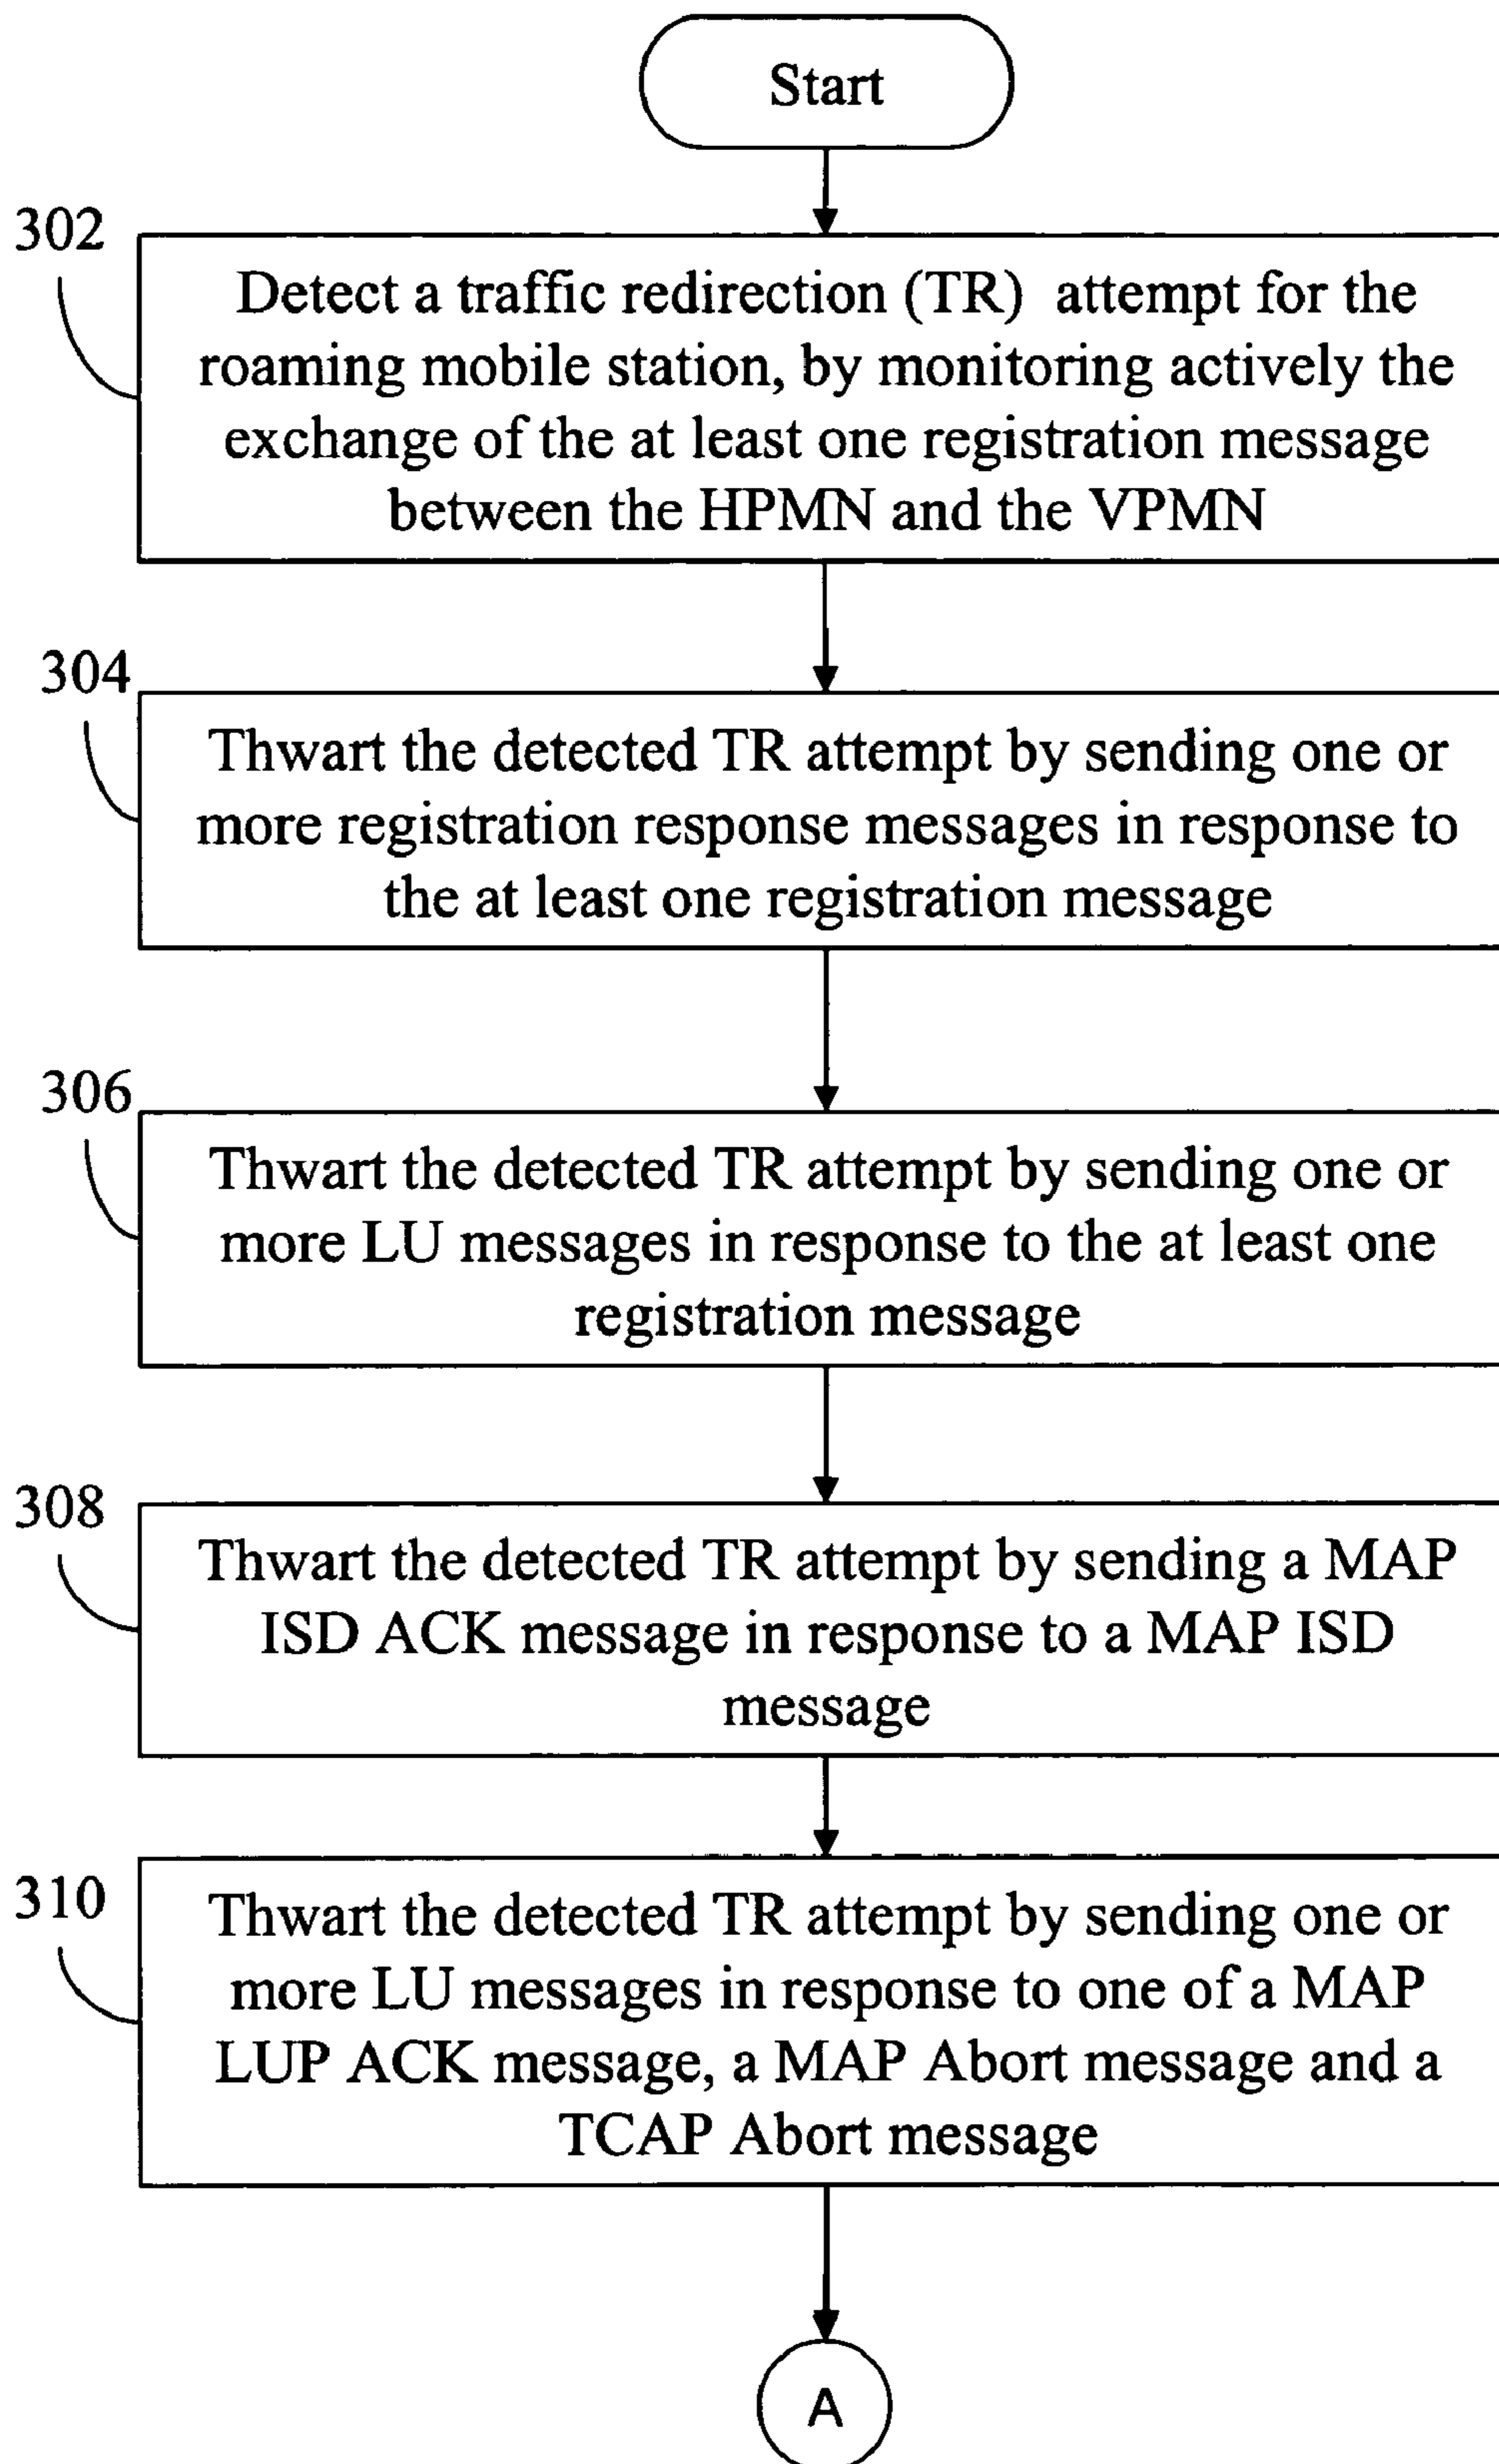 Start
302
Detect a traffic redirection (TR) attempt for the
roaming mobile station, by monitoring actively the
exchange of the at least one registration message
between the HPMN and the VPMN
304
Thwart the detected TR attempt by sending one or
more registration response messages in response to
the at least one registration message
306
Thwart the detected TR attempt by sending one or
more LU messages in response to the at least one
registration message
308
Thwart the detected TR attempt by sending a MAP
ISD ACK message in response to a MAP ISD
message
310
Thwart the detected TR attempt by sending one or
more LU messages in response to one of a MAP
LUP ACK message, a MAP Abort message and a
TCAP Abort message
A